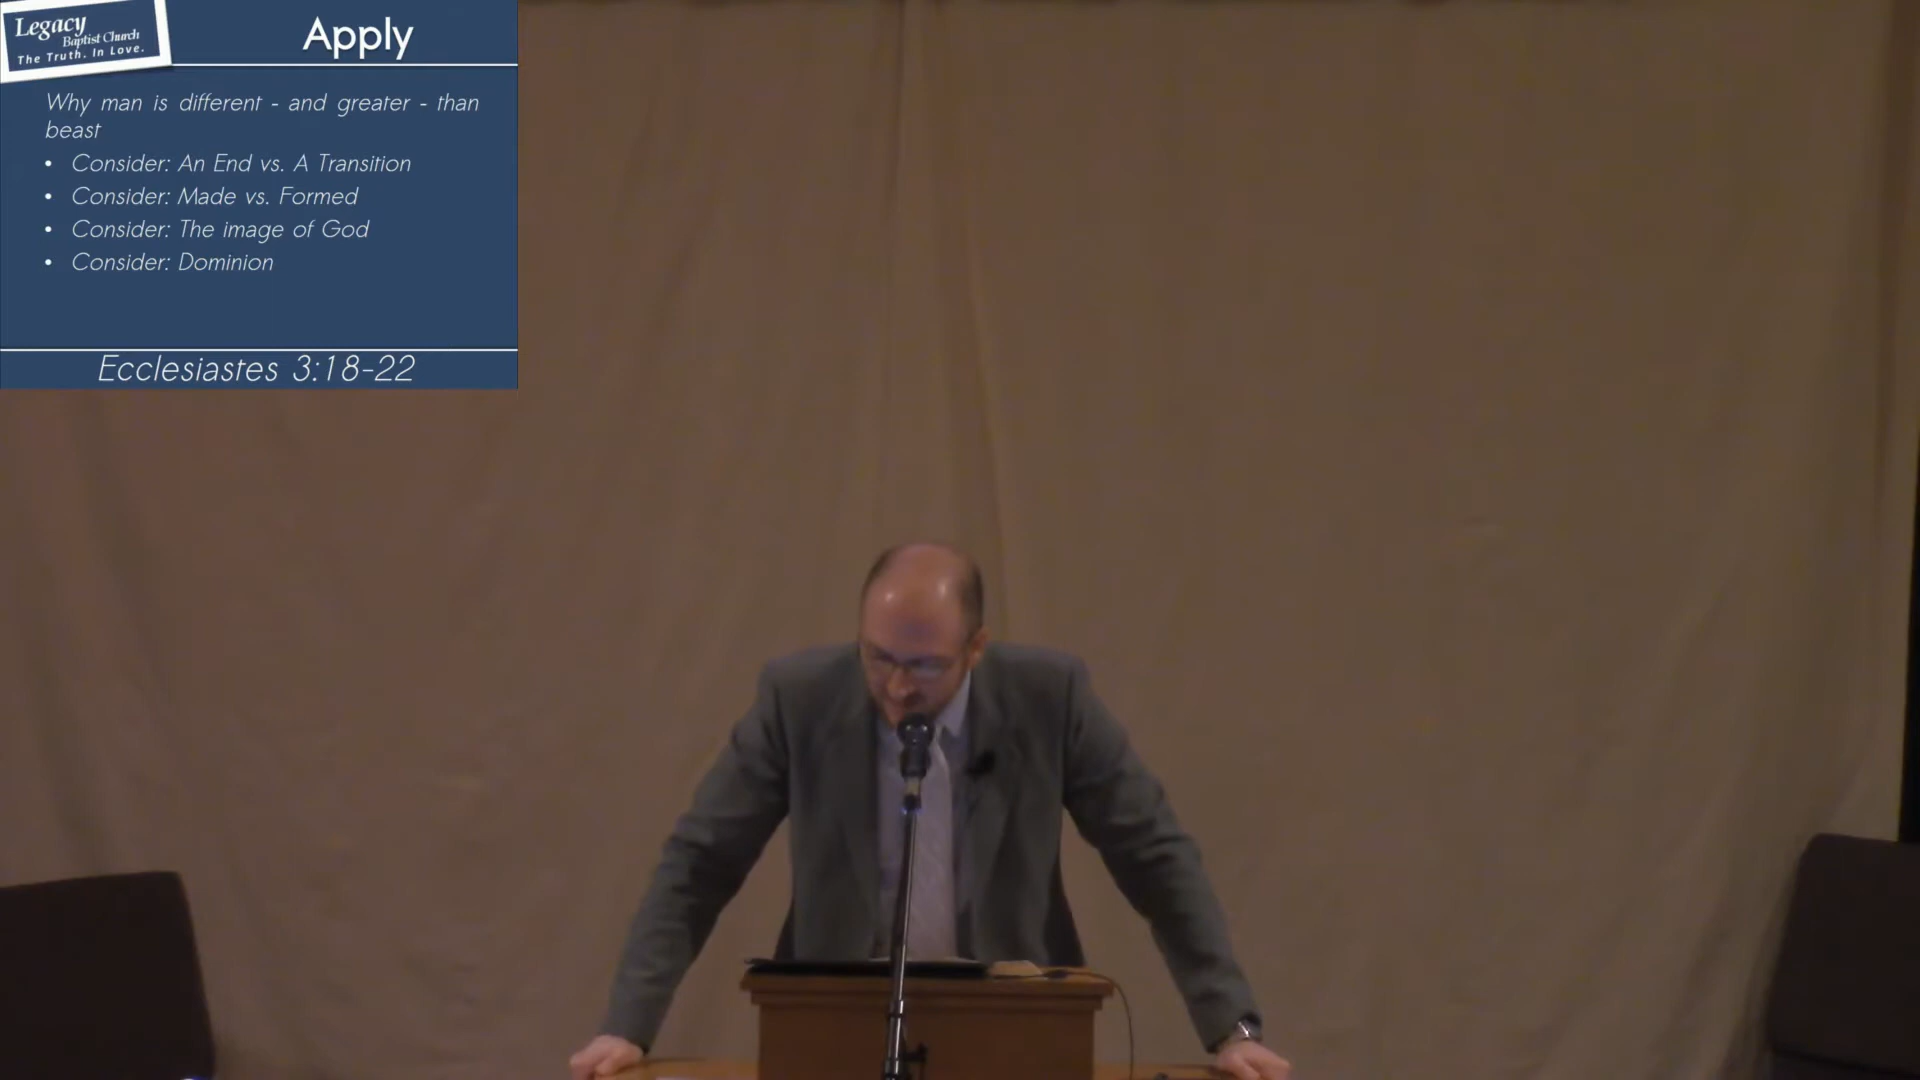 Legacy
Baptist Church
The Truth. In Love.
Apply
Why man is different - and greater - than
beast
• Consider: An End vs. A Transition
• Consider: Made vs. Formed
• Consider: The image of God
• Consider: Dominion
Ecclesiastes 3:18-22